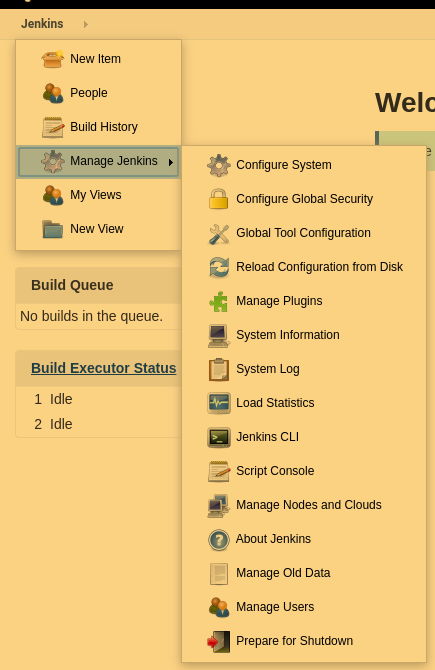 Jenkins
New Item
People
Build History
Manage Jenkins
My Views
New View
Build Queue
No builds in the queue.
Build Executor Status
1 Idle
2 Idle
Configure System
Configure Global Security
Global Tool Configuration
Reload Configuration from Disk
Manage Plugins
System Information
System Log
Load Statistics
Jenkins CLI
Script Console
Manage Nodes and Clouds
About Jenkins
Manage Old Data
Manage Users
Prepare for Shutdown